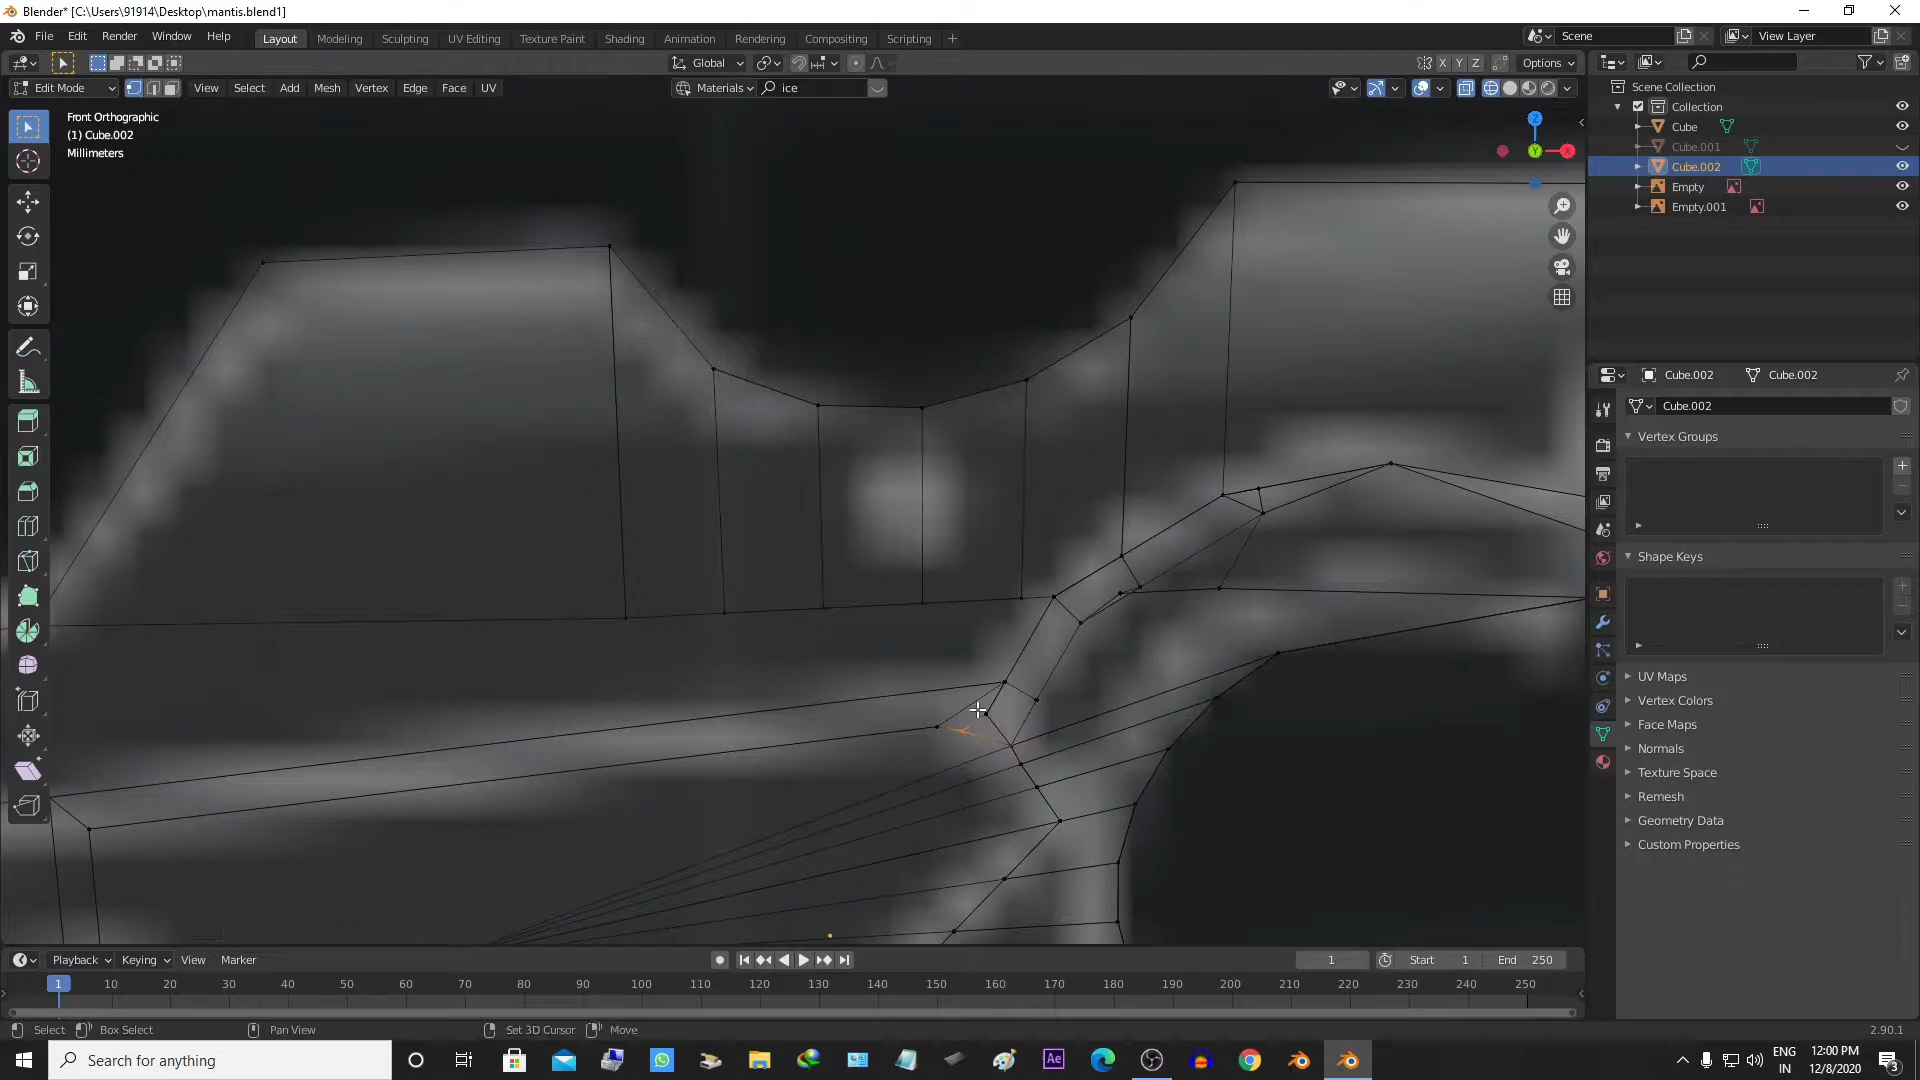 Blender* [C:\Users\91914\Desktop\mantis.blend1]
File Edit Render Window Help
Layout Modeling Sculpting UV Editing Texture Paint Shading Animation Rendering Compositing Scripting +
Scene
View Layer
Global
X Y Z
Options
Edit Mode
View Select Add Mesh Vertex Edge Face UV
Materials
ice
Front Orthographic
(1) Cube.002
Millimeters
Z
Y
X
Scene Collection
Collection
Cube
Cube.001
Cube.002
Empty
Empty.001
Cube.002
Cube.002
Cube.002
Vertex Groups
Shape Keys
UV Maps
Vertex Colors
Face Maps
Normals
Texture Space
Remesh
Geometry Data
Custom Properties
Playback Keying View Marker
1
Start 1
End 250
1 10 20 30 40 50 60 70 80 90 100 110 120 130 140 150 160 170 180 190 200 210 220 230 240 250
Select
Box Select
Pan View
Set 3D Cursor
Move
2.90.1
Search for anything
Ae
ENG
IN
12:00 PM
12/8/2020
3